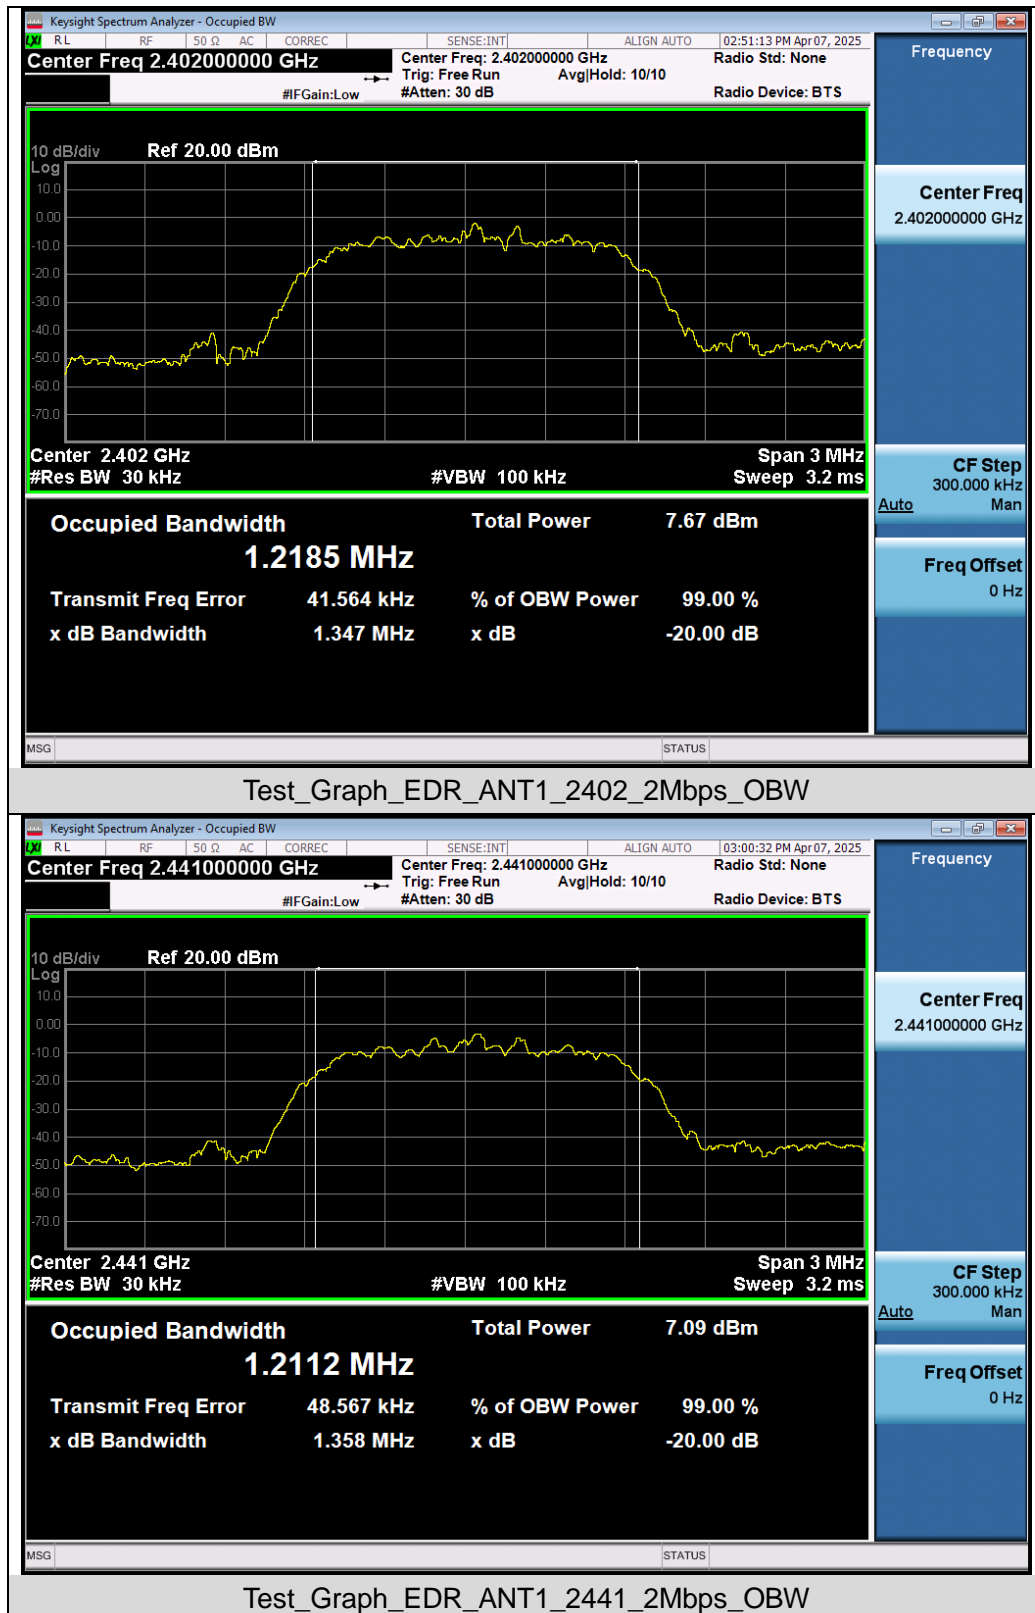 Keysight Spectrum Analyzer - Occupied BW
LXI RL RF 50 Ω AC CORREC SENSE:INT ALIGN AUTO 02:51:13 PM Apr 07, 2025
Center Freq 2.402000000 GHz
Center Freq: 2.402000000 GHz Radio Std: None
Trig: Free Run Avg|Hold: 10/10
#IFGain:Low #Atten: 30 dB Radio Device: BTS
Frequency
10 dB/div Ref 20.00 dBm
Log
10.0
0.00
-10.0
-20.0
-30.0
-40.0
-50.0
-60.0
-70.0
Center 2.402 GHz Span 3 MHz
#Res BW 30 kHz #VBW 100 kHz Sweep 3.2 ms
Center Freq
2.402000000 GHz
CF Step
300.000 kHz
Auto Man
Freq Offset
0 Hz
Occupied Bandwidth Total Power 7.67 dBm
1.2185 MHz
Transmit Freq Error 41.564 kHz % of OBW Power 99.00 %
x dB Bandwidth 1.347 MHz x dB -20.00 dB
MSG STATUS
Test_Graph_EDR_ANT1_2402_2Mbps_OBW
Keysight Spectrum Analyzer - Occupied BW
LXI RL RF 50 Ω AC CORREC SENSE:INT ALIGN AUTO 03:00:32 PM Apr 07, 2025
Center Freq 2.441000000 GHz
Center Freq: 2.441000000 GHz Radio Std: None
Trig: Free Run Avg|Hold: 10/10
#IFGain:Low #Atten: 30 dB Radio Device: BTS
Frequency
10 dB/div Ref 20.00 dBm
Log
10.0
0.00
-10.0
-20.0
-30.0
-40.0
-50.0
-60.0
-70.0
Center 2.441 GHz Span 3 MHz
#Res BW 30 kHz #VBW 100 kHz Sweep 3.2 ms
Center Freq
2.441000000 GHz
CF Step
300.000 kHz
Auto Man
Freq Offset
0 Hz
Occupied Bandwidth Total Power 7.09 dBm
1.2112 MHz
Transmit Freq Error 48.567 kHz % of OBW Power 99.00 %
x dB Bandwidth 1.358 MHz x dB -20.00 dB
MSG STATUS
Test_Graph_EDR_ANT1_2441_2Mbps_OBW